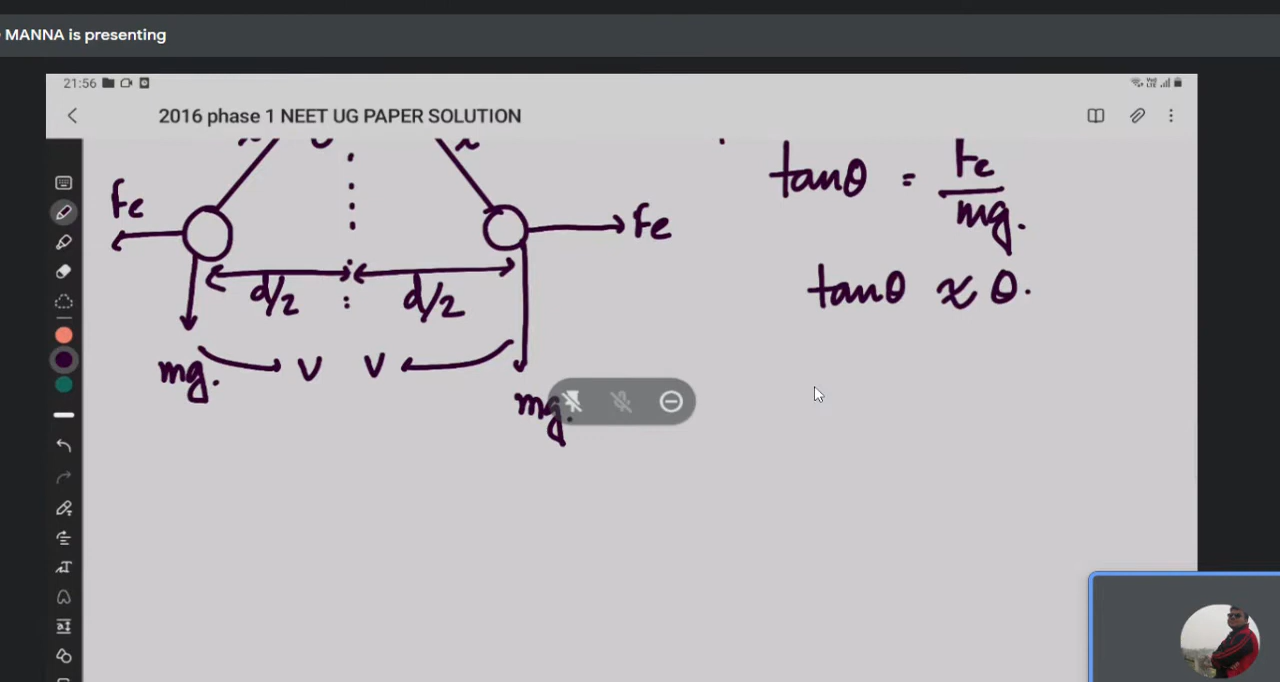 MANNA is presenting
21:56
2016 phase 1 NEET UG PAPER SOLUTION
tanθ = Fe/mg.
Fe
Fe
d/2 d/2
tanθ ≈ θ.
mg. v v
mg.